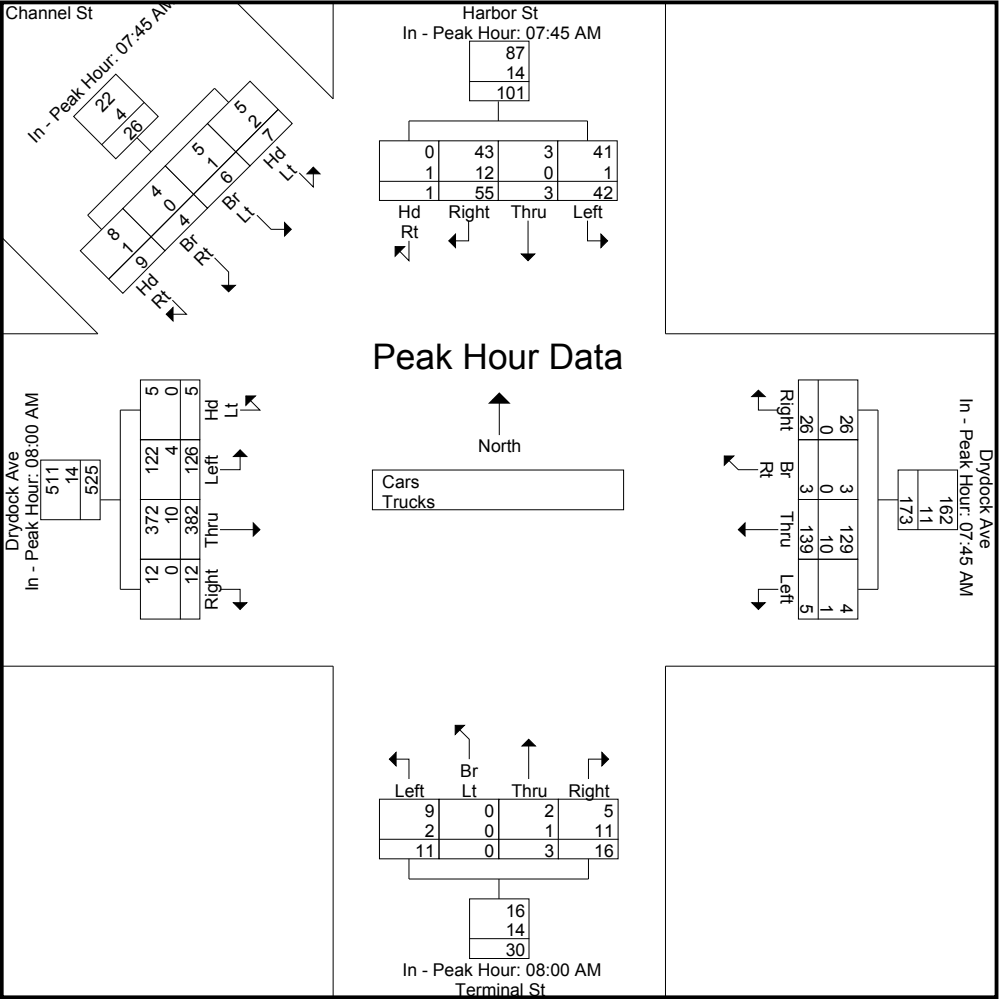 Channel St
In - Peak Hour: 07:45 AM
22
4
26
5 5 4 8
2 1 0 1
7 6 4 9
Hd Lt
Br Lt
Br Rt
Hd Rt
Harbor St
In - Peak Hour: 07:45 AM
87
14
101
0 43 3 41
1 12 0 1
1 55 3 42
Hd Rt Right Thru Left
Peak Hour Data
North
Cars
Trucks
Drydock Ave
In - Peak Hour: 08:00 AM
511
14
525
5 0 5
122 4 126
372 10 382
12 0 12
Hd Lt
Left
Thru
Right
Drydock Ave
In - Peak Hour: 07:45 AM
162
11
173
Right
Br Rt
Thru
Left
26 0 26
3 0 3
139 10 129
5 1 4
Left Br Lt Thru Right
9 0 2 5
2 0 1 11
11 0 3 16
16
14
30
In - Peak Hour: 08:00 AM
Terminal St